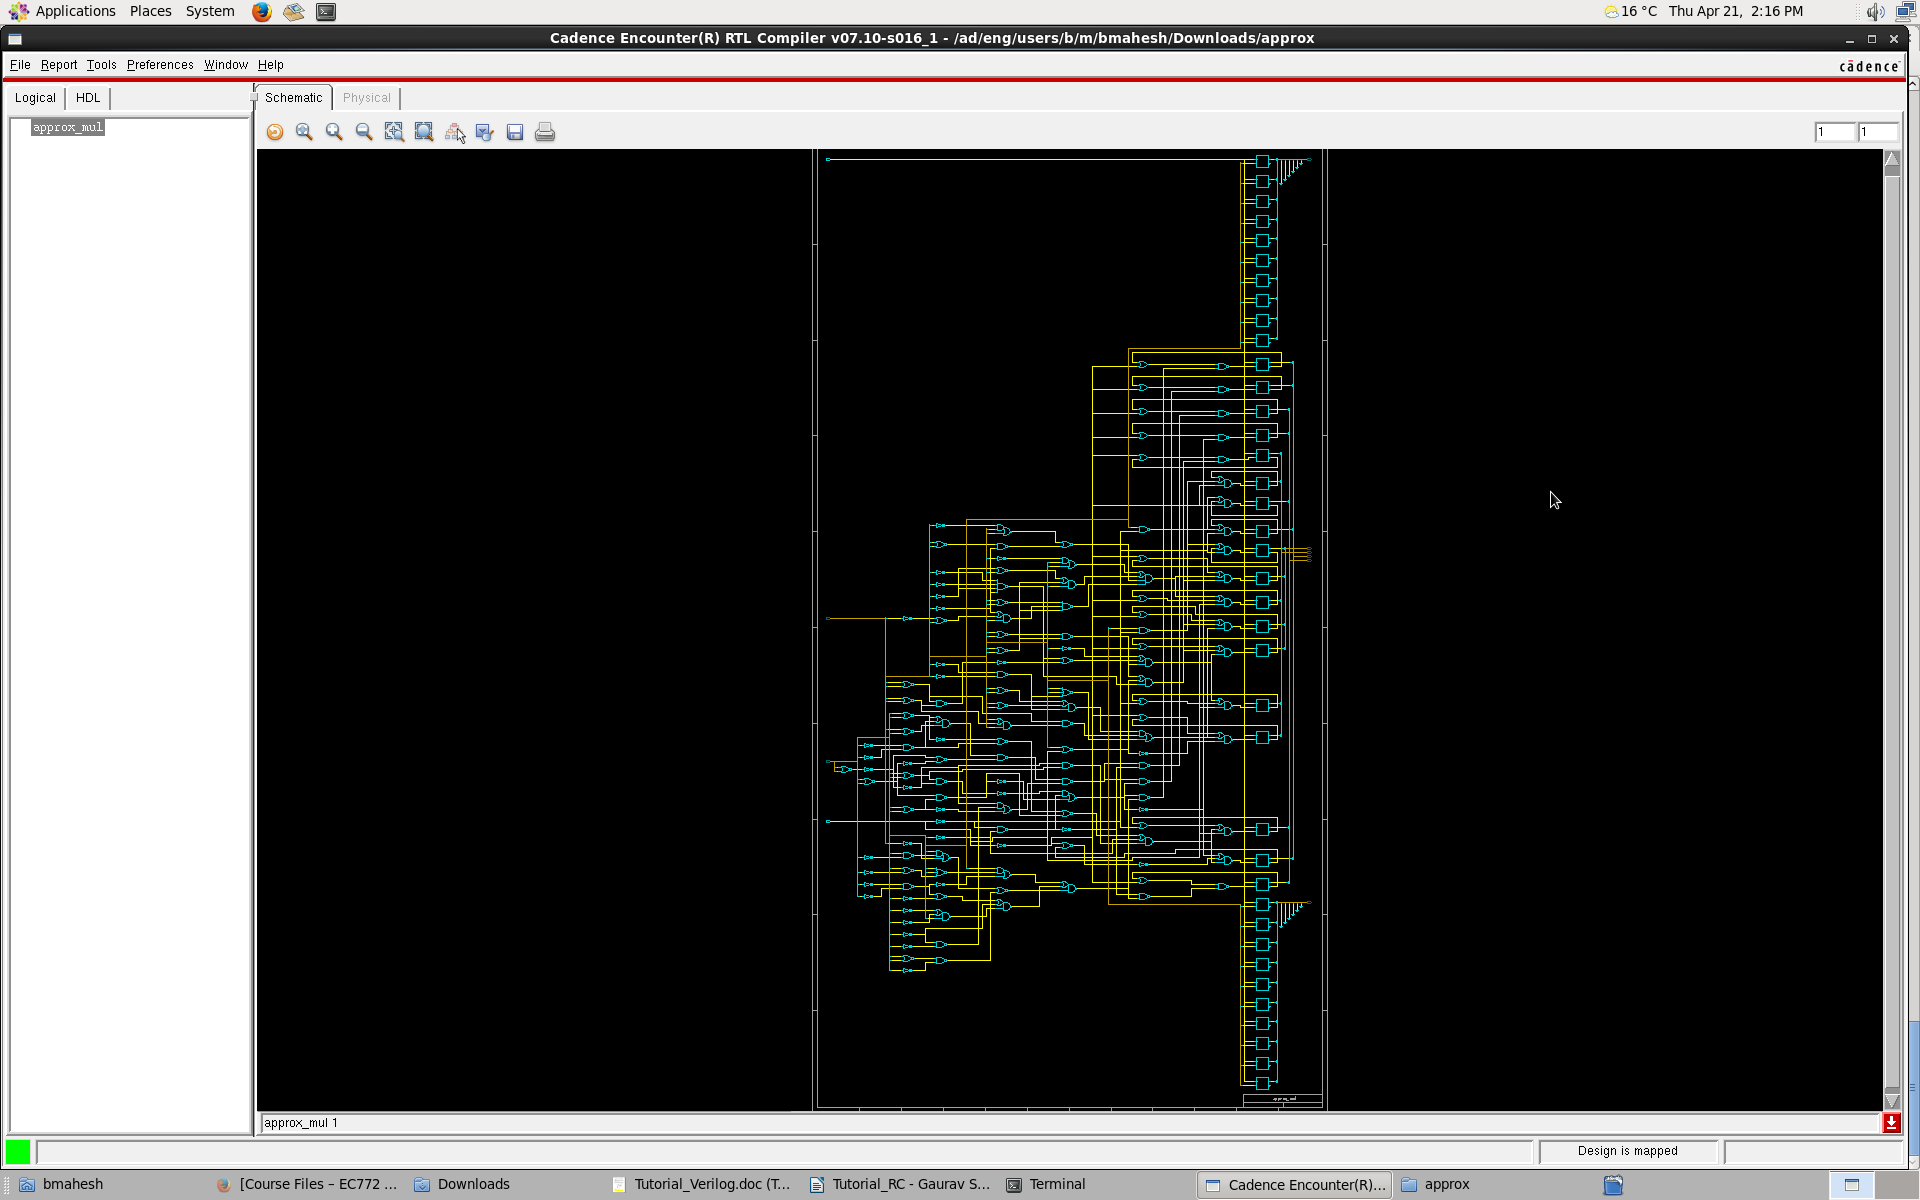 Applications Places System 16 °C Thu Apr 21, 2:16 PM
Cadence Encounter(R) RTL Compiler v07.10-s016_1 - /ad/eng/users/b/m/bmahesh/Downloads/approx
File Report Tools Preferences Window Help cādence
Logical HDL Schematic Physical
approx_mul
1 1
approx_mul
approx_mul 1
Design is mapped
bmahesh [Course Files – EC772 ... Downloads Tutorial_Verilog.doc (T... Tutorial_RC - Gaurav S... Terminal Cadence Encounter(R)... approx